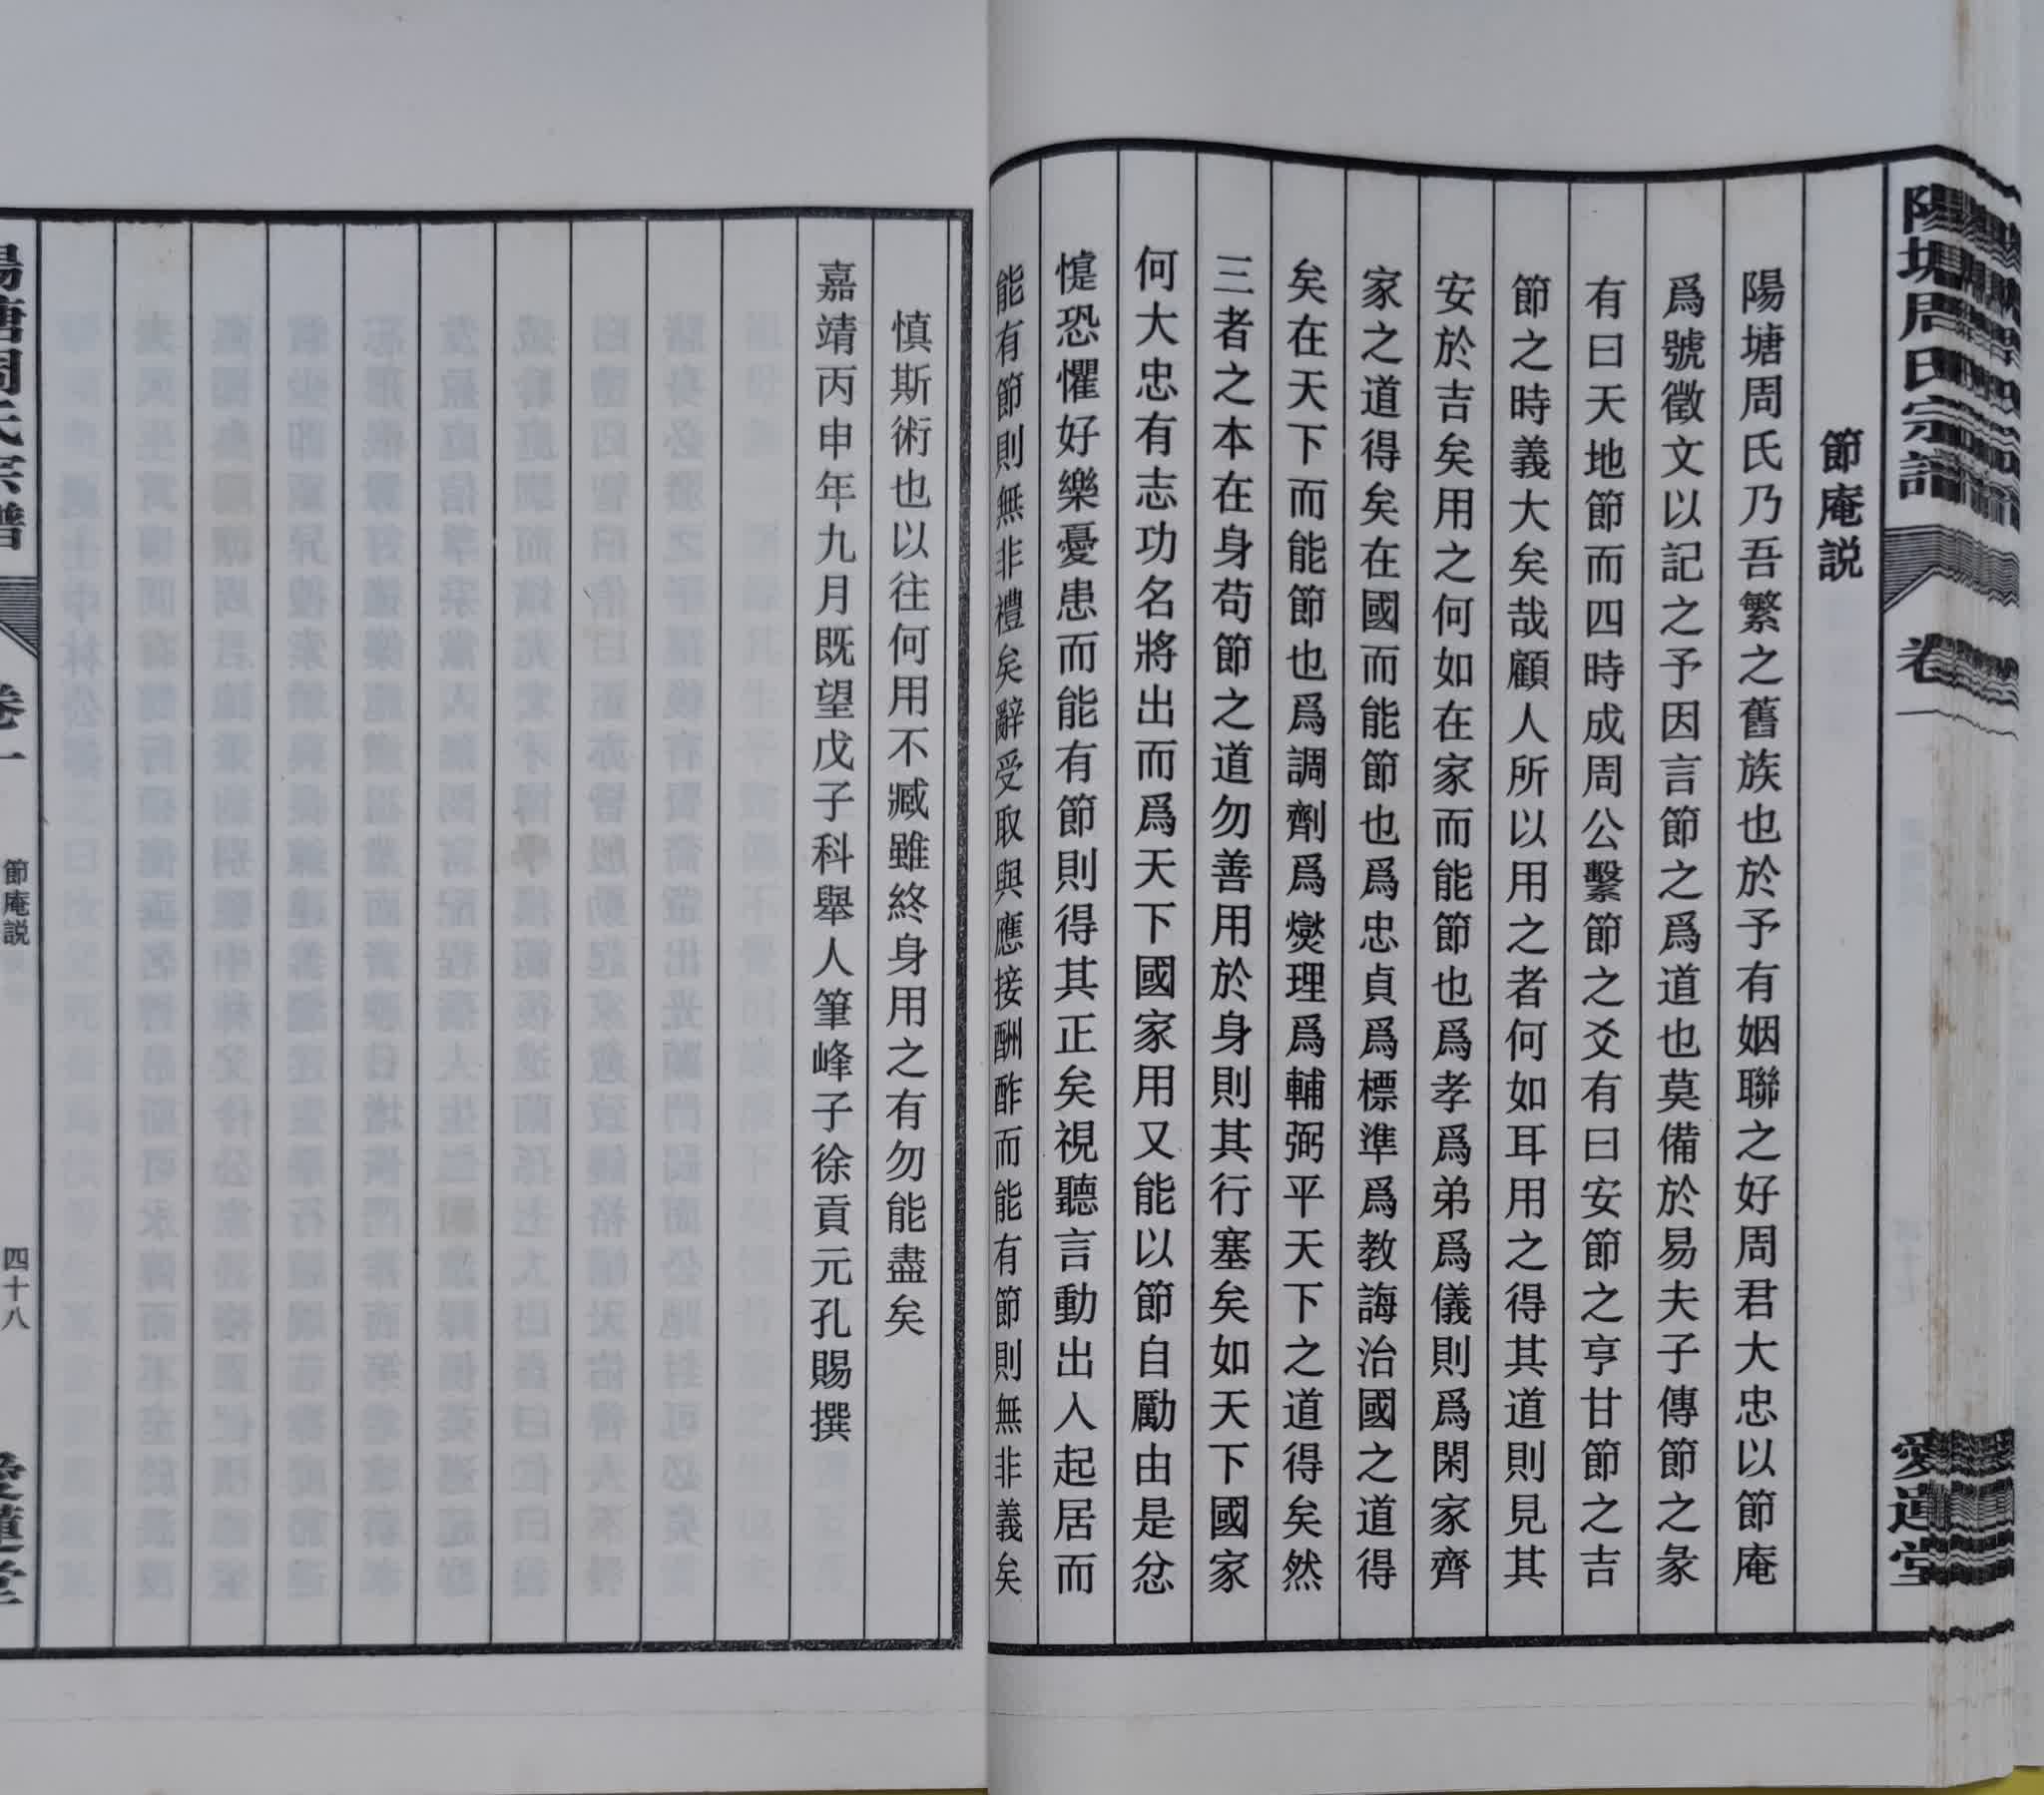 陽塘周氏宗譜
卷一
愛蓮堂
節庵説
陽塘周氏乃吾繁之舊族也於予有姻聯之好周君大忠以節庵
爲號徵文以記之予因言節之爲道也莫備於易夫子傳節之彖
有曰天地節而四時成周公繫節之爻有曰安節之亨甘節之吉
節之時義大矣哉顧人所以用之者何如耳用之得其道則見其
安於吉矣用之何如在家而能節也爲孝爲弟爲儀則爲閑家齊
家之道得矣在國而能節也爲忠貞爲標準爲教誨治國之道得
矣在天下而能節也爲調劑爲燮理爲輔弼平天下之道得矣然
三者之本在身苟節之道勿善用於身則其行塞矣如天下國家
何大忠有志功名將出而爲天下國家用又能以節自勵由是忿
懥恐懼好樂憂患而能有節則得其正矣視聽言動出入起居而
能有節則無非禮矣辭受取與應接酬酢而能有節則無非義矣
慎斯術也以往何用不臧雖終身用之有勿能盡矣
嘉靖丙申年九月既望戊子科舉人筆峰子徐貢元孔賜撰
陽塘周氏宗譜
卷一
節庵説
四十八
愛蓮堂